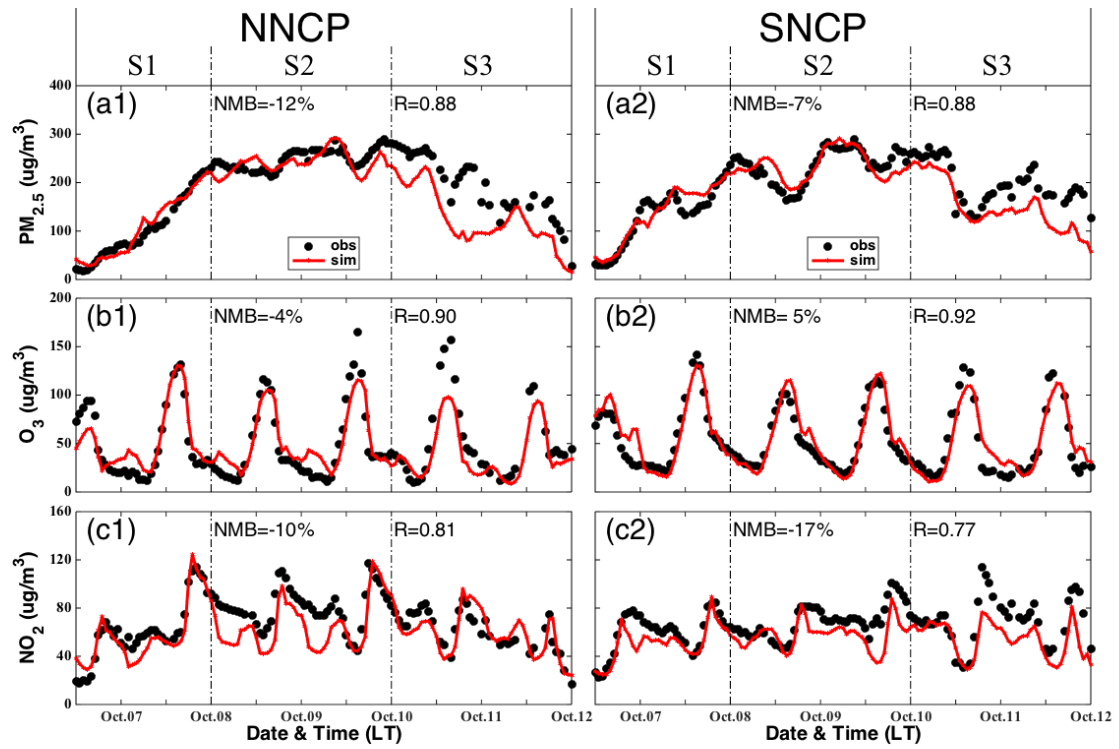 NNCP SNCP
S1 S2 S3 S1 S2 S3
400
300
200
100
0
PM2.5 (ug/m3)
(a1) NMB=-12% R=0.88
obs
sim
(a2) NMB=-7% R=0.88
obs
sim
200
150
100
50
0
O3 (ug/m3)
(b1) NMB=-4% R=0.90
(b2) NMB= 5% R=0.92
160
120
80
40
0
NO2 (ug/m3)
(c1) NMB=-10% R=0.81
(c2) NMB=-17% R=0.77
Oct.07 Oct.08 Oct.09 Oct.10 Oct.11 Oct.12
Oct.07 Oct.08 Oct.09 Oct.10 Oct.11 Oct.12
Date & Time (LT) Date & Time (LT)